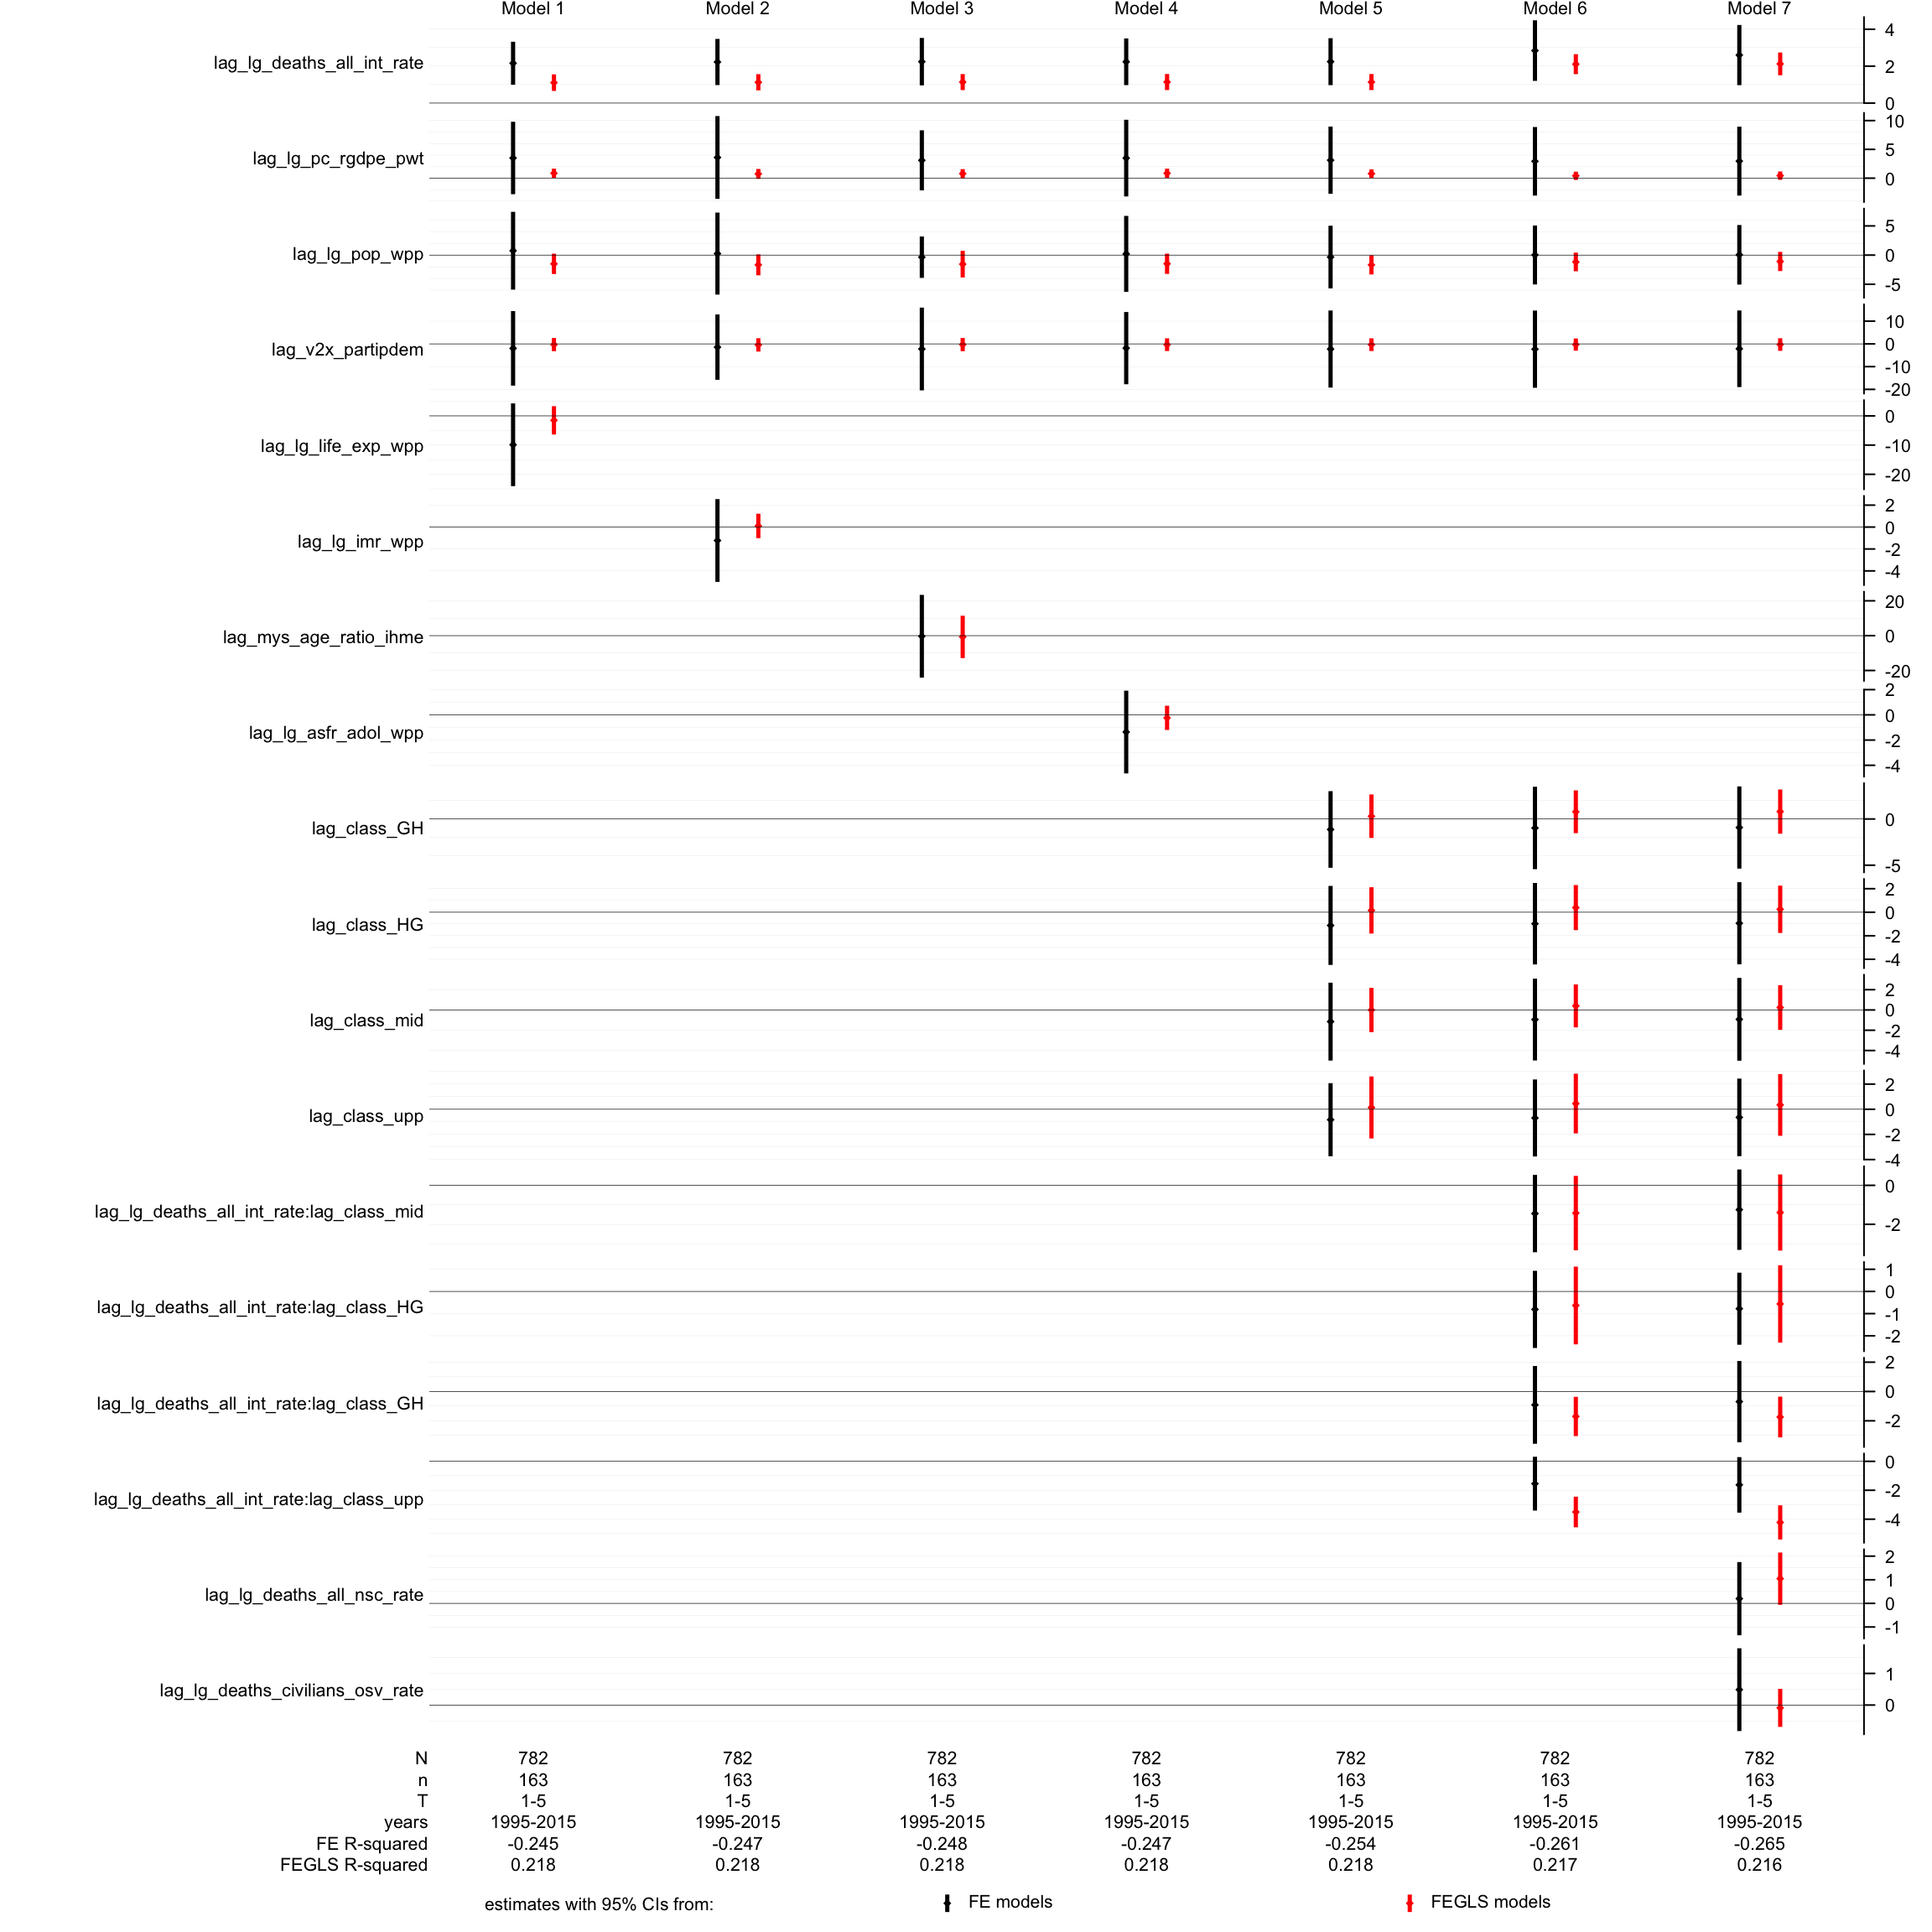 Model 1 Model 2 Model 3 Model 4 Model 5 Model 6 Model 7
lag_lg_deaths_all_int_rate 4 2 0
lag_lg_pc_rgdpe_pwt 10 5 0
lag_lg_pop_wpp 5 0 -5
lag_v2x_partipdem 10 0 -10 -20
lag_lg_life_exp_wpp 0 -10 -20
lag_lg_imr_wpp 2 0 -2 -4
lag_mys_age_ratio_ihme 20 0 -20
lag_lg_asfr_adol_wpp 2 0 -2 -4
lag_class_GH 0 -5
lag_class_HG 2 0 -2 -4
lag_class_mid 2 0 -2 -4
lag_class_upp 2 0 -2 -4
lag_lg_deaths_all_int_rate:lag_class_mid 0 -2
lag_lg_deaths_all_int_rate:lag_class_HG 1 0 -1 -2
lag_lg_deaths_all_int_rate:lag_class_GH 2 0 -2
lag_lg_deaths_all_int_rate:lag_class_upp 0 -2 -4
lag_lg_deaths_all_nsc_rate 2 1 0 -1
lag_lg_deaths_civilians_osv_rate 1 0
N 782 782 782 782 782 782 782
n 163 163 163 163 163 163 163
T 1-5 1-5 1-5 1-5 1-5 1-5 1-5
years 1995-2015 1995-2015 1995-2015 1995-2015 1995-2015 1995-2015 1995-2015
FE R-squared -0.245 -0.247 -0.248 -0.247 -0.254 -0.261 -0.265
FEGLS R-squared 0.218 0.218 0.218 0.218 0.218 0.217 0.216
estimates with 95% CIs from: FE models FEGLS models